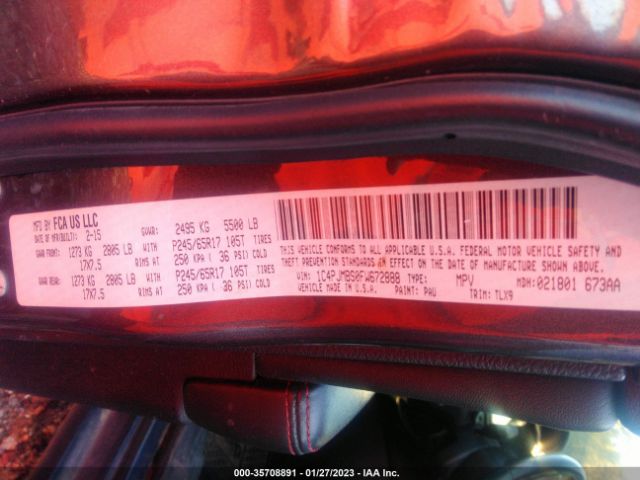 MFD BY FCA US LLC
DATE OF MFR(BUILT) 2-15 GVWR: 2495 KG 5500 LB
GAWR FRONT: 1273 KG 2805 LB WITH P245/65R17 105T TIRES
17X7.5 RIMS AT 250 KPA ( 36 PSI) COLD
GAWR REAR: 1273 KG 2805 LB WITH P245/65R17 105T TIRES
17X7.5 RIMS AT 250 KPA ( 36 PSI) COLD
THIS VEHICLE CONFORMS TO ALL APPLICABLE U.S.A. FEDERAL MOTOR VEHICLE SAFETY AND
THEFT PREVENTION STANDARDS IN EFFECT ON THE DATE OF MANUFACTURE SHOWN ABOVE.
VIN: 1C4PJMBS0FW672888 TYPE: MPV MDH: 021801 673AA
MADE IN U.S.A. PAINT: PAU TRIM: TLX9
000-35708891 - 01/27/2023 - IAA Inc.